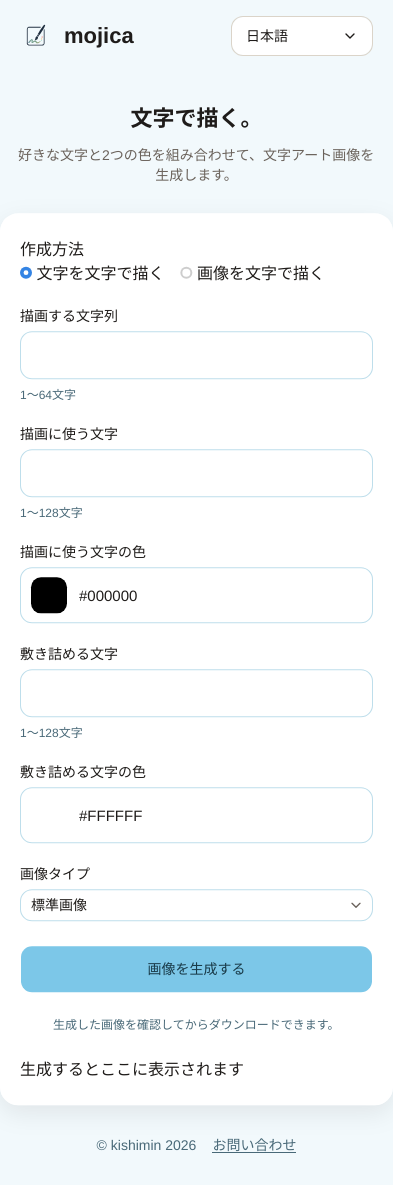 mojica
日本語
文字で描く。
好きな文字と2つの色を組み合わせて、文字アート画像を
生成します。
作成方法
文字を文字で描く 画像を文字で描く
描画する文字列
1〜64文字
描画に使う文字
1〜128文字
描画に使う文字の色
#000000
敷き詰める文字
1〜128文字
敷き詰める文字の色
#FFFFFF
画像タイプ
標準画像
画像を生成する
生成した画像を確認してからダウンロードできます。
生成するとここに表示されます
© kishimin 2026 お問い合わせ